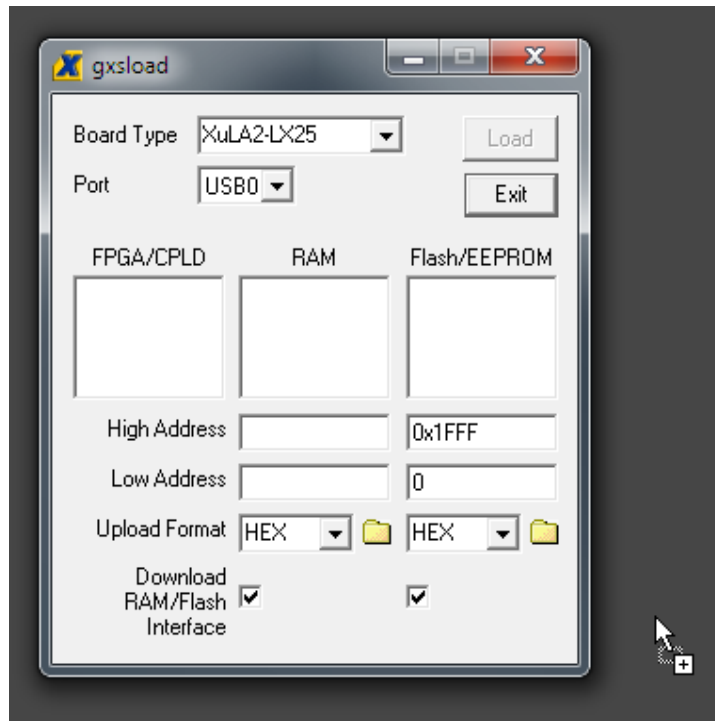 gxsload
Board Type XuLA2-LX25 Load
Port USB0 Exit
FPGA/CPLD RAM Flash/EEPROM
High Address 0x1FFF
Low Address 0
Upload Format HEX HEX
Download
RAM/Flash
Interface